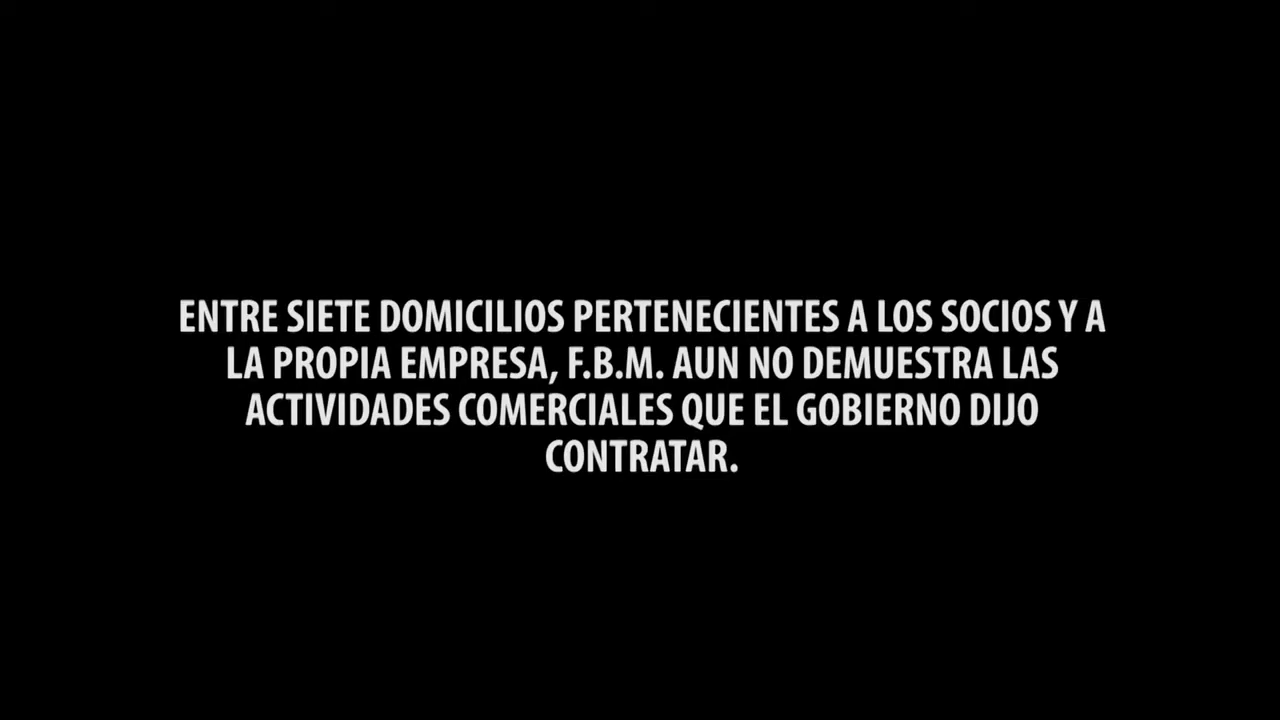 ENTRE SIETE DOMICILIOS PERTENECIENTES A LOS SOCIOS Y A
LA PROPIA EMPRESA, F.B.M. AUN NO DEMUESTRA LAS
ACTIVIDADES COMERCIALES QUE EL GOBIERNO DIJO
CONTRATAR.